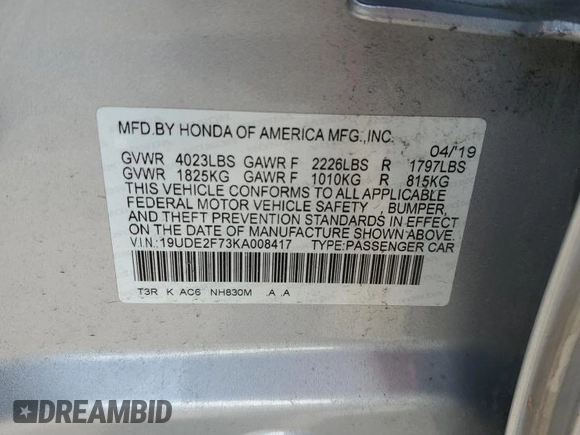 MFD.BY HONDA OF AMERICA MFG.,INC. 04/'19
GVWR 4023LBS GAWR F 2226LBS R 1797LBS
GVWR 1825KG GAWR F 1010KG R 815KG
THIS VEHICLE CONFORMS TO ALL APPLICABLE
FEDERAL MOTOR VEHICLE SAFETY , BUMPER,
AND THEFT PREVENTION STANDARDS IN EFFECT
ON THE DATE OF MANUFACTURE SHOWN ABOVE.
V.I.N.:19UDE2F73KA008417 TYPE:PASSENGER CAR
T3R K AC6 NH830M .A .A
DREAMBID